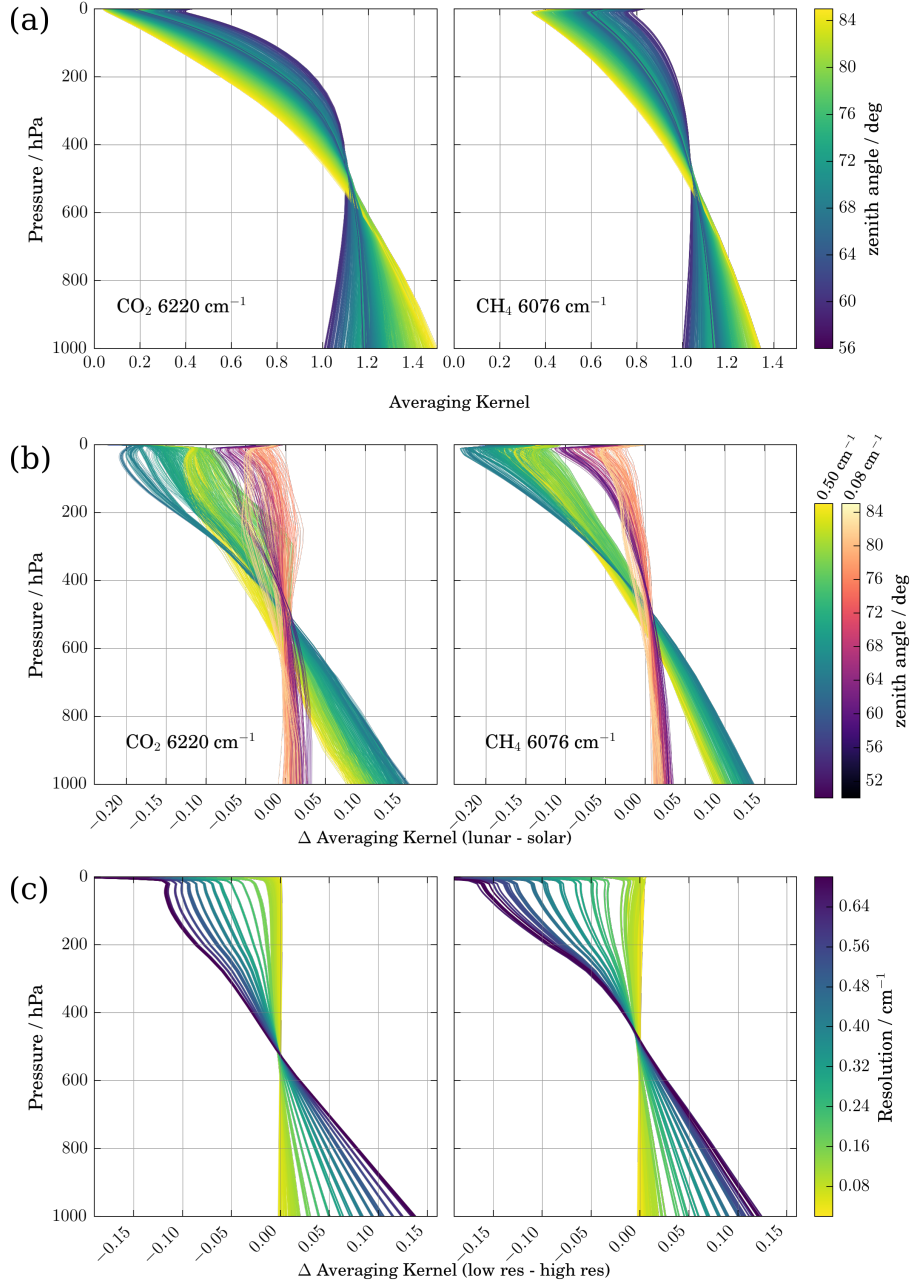 (a)
0
200
400
600
800
1000
Pressure / hPa
CO₂ 6220 cm⁻¹
0.0 0.2 0.4 0.6 0.8 1.0 1.2 1.4
CH₄ 6076 cm⁻¹
0.0 0.2 0.4 0.6 0.8 1.0 1.2 1.4
Averaging Kernel
84
80
76
72
68
64
60
56
zenith angle / deg
(b)
0
200
400
600
800
1000
Pressure / hPa
CO₂ 6220 cm⁻¹
−0.20 −0.15 −0.10 −0.05 0.00 0.05 0.10 0.15
CH₄ 6076 cm⁻¹
−0.20 −0.15 −0.10 −0.05 0.00 0.05 0.10 0.15
Δ Averaging Kernel (lunar - solar)
0.50 cm⁻¹
0.08 cm⁻¹
84
80
76
72
68
64
60
56
52
zenith angle / deg
(c)
0
200
400
600
800
1000
Pressure / hPa
−0.15 −0.10 −0.05 0.00 0.05 0.10 0.15
−0.15 −0.10 −0.05 0.00 0.05 0.10 0.15
Δ Averaging Kernel (low res - high res)
0.64
0.56
0.48
0.40
0.32
0.24
0.16
0.08
Resolution / cm⁻¹